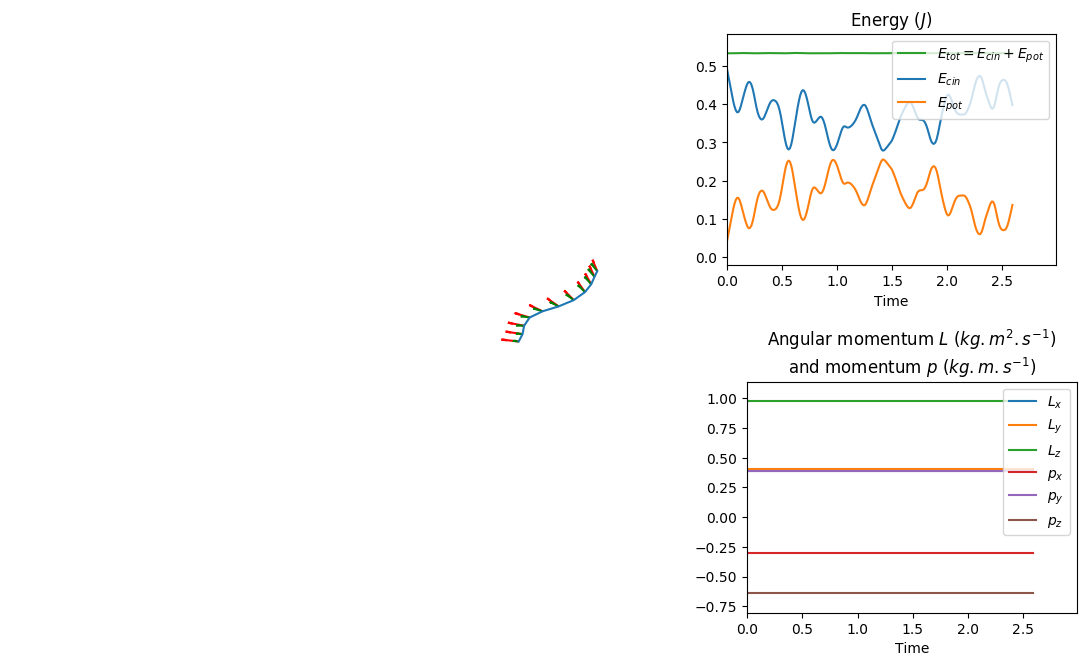 Energy (J)
E_tot = E_cin + E_pot
E_cin
E_pot
0.5
0.4
0.3
0.2
0.1
0.0
0.0 0.5 1.0 1.5 2.0 2.5
Time
Angular momentum L (kg.m².s⁻¹)
and momentum p (kg.m.s⁻¹)
L_x
L_y
L_z
p_x
p_y
p_z
1.00
0.75
0.50
0.25
0.00
−0.25
−0.50
−0.75
0.0 0.5 1.0 1.5 2.0 2.5
Time